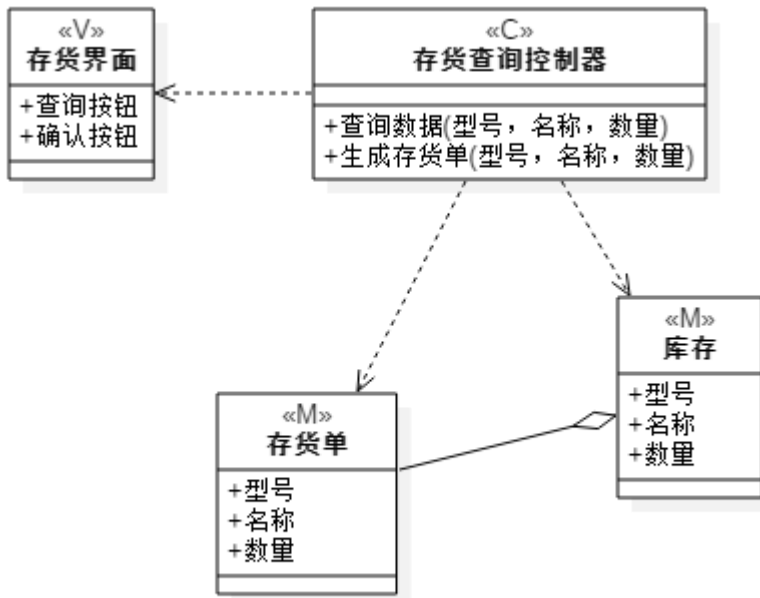 «V»
存货界面
+查询按钮
+确认按钮
«C»
存货查询控制器
+查询数据(型号，名称，数量)
+生成存货单(型号，名称，数量)
«M»
库存
+型号
+名称
+数量
«M»
存货单
+型号
+名称
+数量